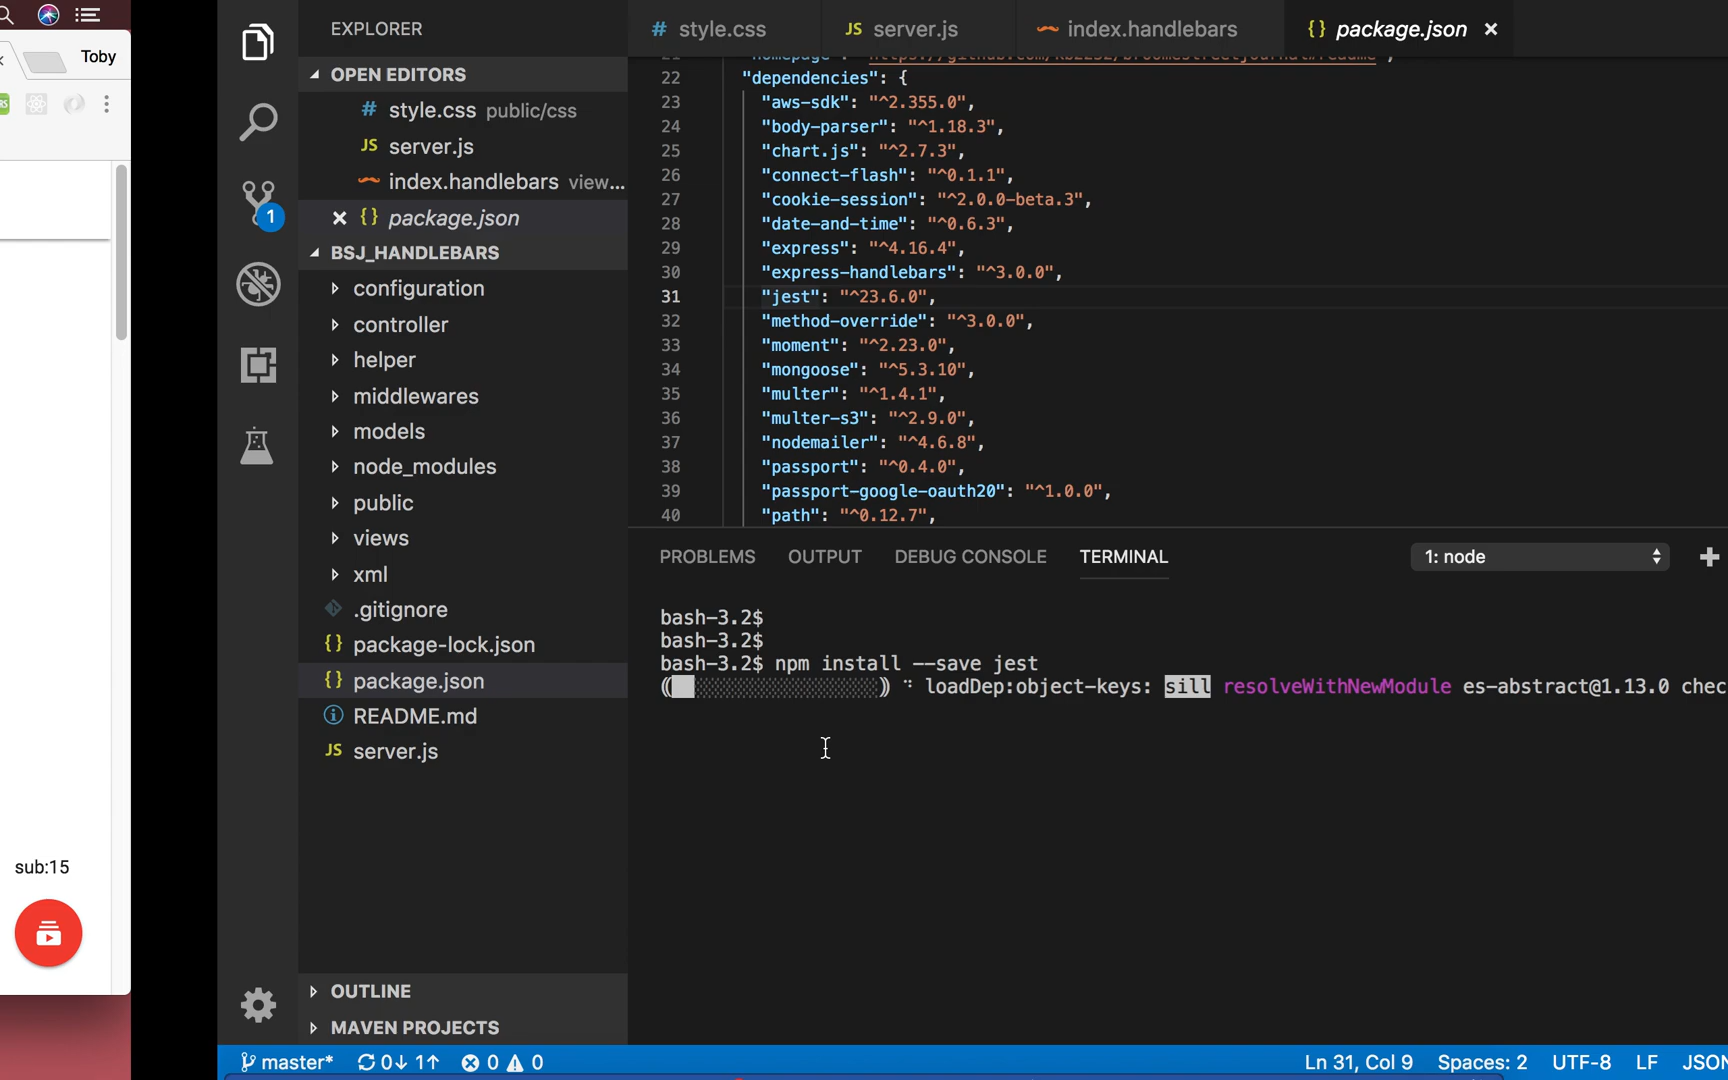 Toby
sub:15
EXPLORER
OPEN EDITORS
# style.css public/css
JS server.js
index.handlebars view...
{} package.json
BSJ_HANDLEBARS
configuration
controller
helper
middlewares
models
node_modules
public
views
xml
.gitignore
{} package-lock.json
{} package.json
README.md
JS server.js
OUTLINE
MAVEN PROJECTS
1
# style.css
JS server.js
index.handlebars
{} package.json
22 "dependencies": {
23 "aws-sdk": "^2.355.0",
24 "body-parser": "^1.18.3",
25 "chart.js": "^2.7.3",
26 "connect-flash": "^0.1.1",
27 "cookie-session": "^2.0.0-beta.3",
28 "date-and-time": "^0.6.3",
29 "express": "^4.16.4",
30 "express-handlebars": "^3.0.0",
31 "jest": "^23.6.0",
32 "method-override": "^3.0.0",
33 "moment": "^2.23.0",
34 "mongoose": "^5.3.10",
35 "multer": "^1.4.1",
36 "multer-s3": "^2.9.0",
37 "nodemailer": "^4.6.8",
38 "passport": "^0.4.0",
39 "passport-google-oauth20": "^1.0.0",
40 "path": "^0.12.7",
PROBLEMS OUTPUT DEBUG CONSOLE TERMINAL 1: node
bash-3.2$
bash-3.2$
bash-3.2$ npm install --save jest
loadDep:object-keys: sill resolveWithNewModule es-abstract@1.13.0 chec
master* 0↓ 1↑ 0 0 Ln 31, Col 9 Spaces: 2 UTF-8 LF JSON